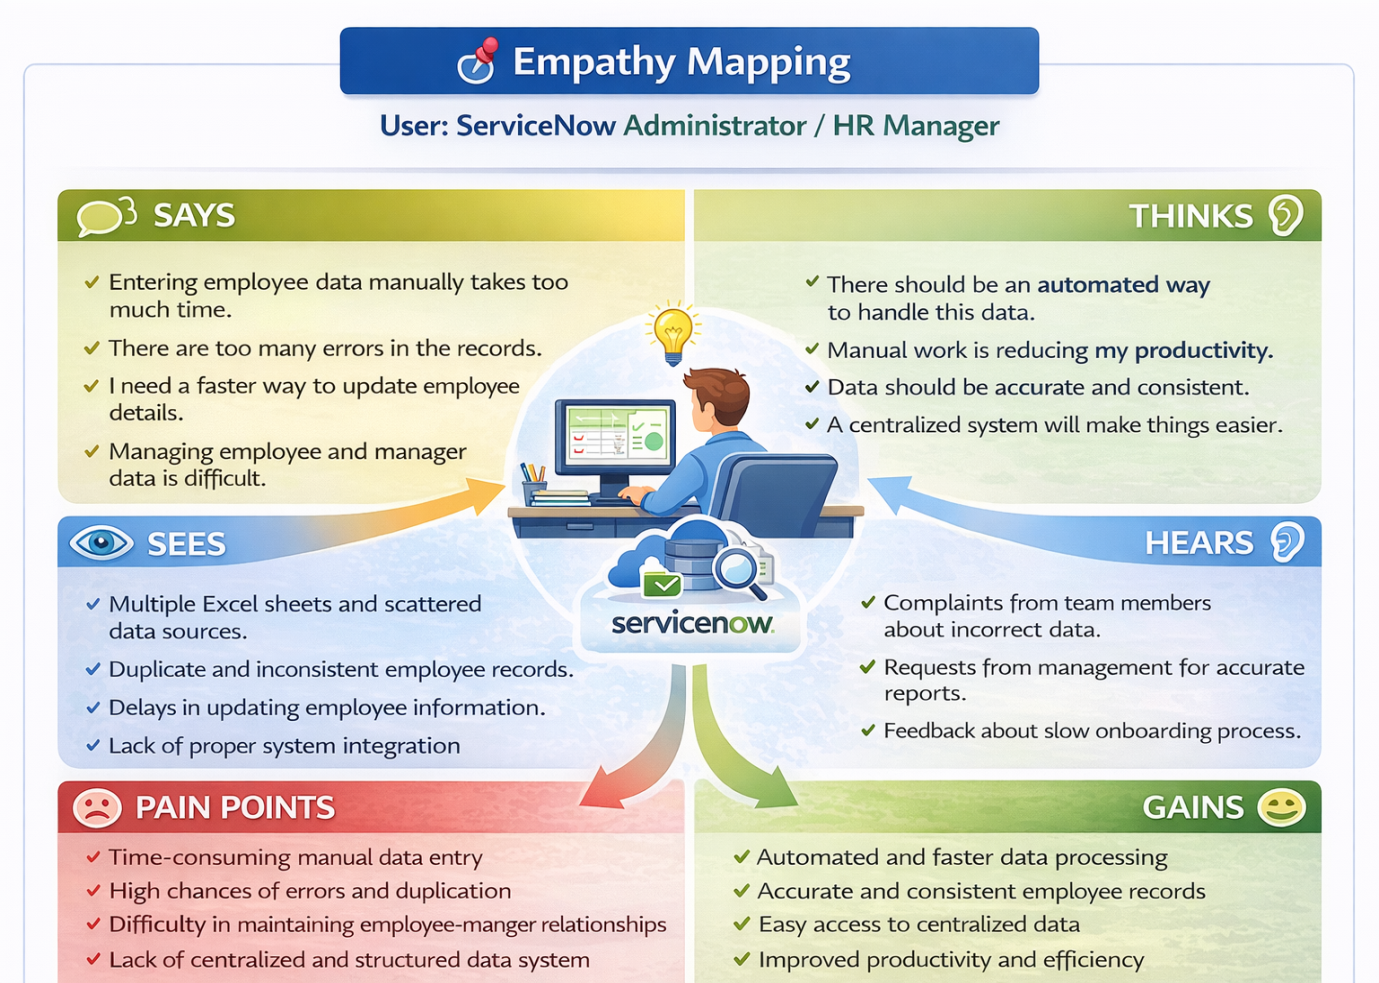 Empathy Mapping
User: ServiceNow Administrator / HR Manager
SAYS
Entering employee data manually takes too
much time.
There are too many errors in the records.
I need a faster way to update employee
details.
Managing employee and manager
data is difficult.
THINKS
There should be an automated way
to handle this data.
Manual work is reducing my productivity.
Data should be accurate and consistent.
A centralized system will make things easier.
SEES
Multiple Excel sheets and scattered
data sources.
Duplicate and inconsistent employee records.
Delays in updating employee information.
Lack of proper system integration
servicenow.
HEARS
Complaints from team members
about incorrect data.
Requests from management for accurate
reports.
Feedback about slow onboarding process.
PAIN POINTS
Time-consuming manual data entry
High chances of errors and duplication
Difficulty in maintaining employee-manger relationships
Lack of centralized and structured data system
GAINS
Automated and faster data processing
Accurate and consistent employee records
Easy access to centralized data
Improved productivity and efficiency